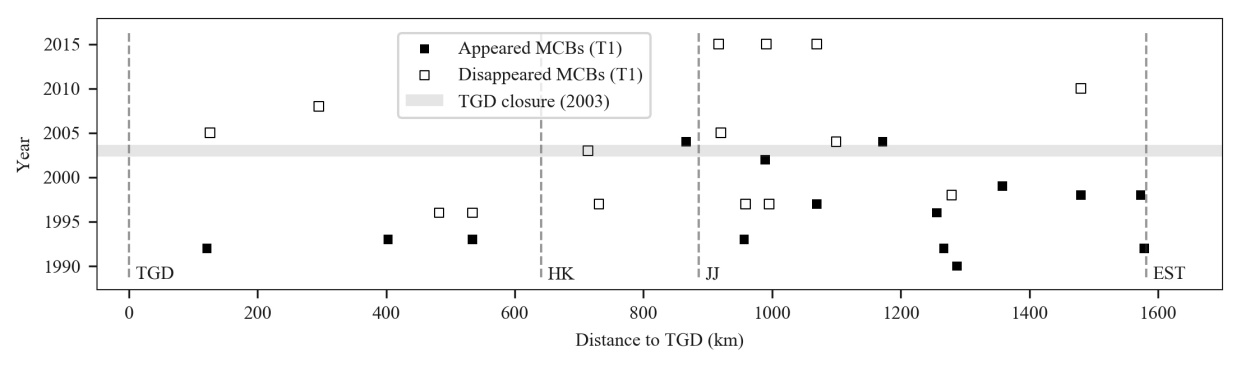 2015
2010
2005
2000
1995
1990
Year
Appeared MCBs (T1)
Disappeared MCBs (T1)
TGD closure (2003)
TGD
HK
JJ
EST
0 200 400 600 800 1000 1200 1400 1600
Distance to TGD (km)